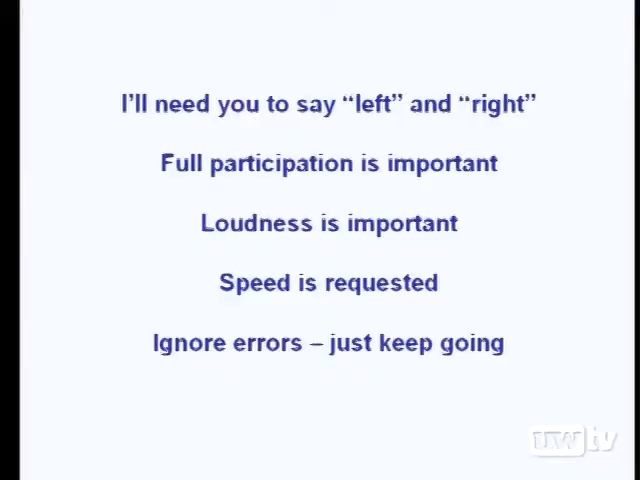 I'll need you to say “left” and “right”
Full participation is important
Loudness is important
Speed is requested
Ignore errors – just keep going
uwtv